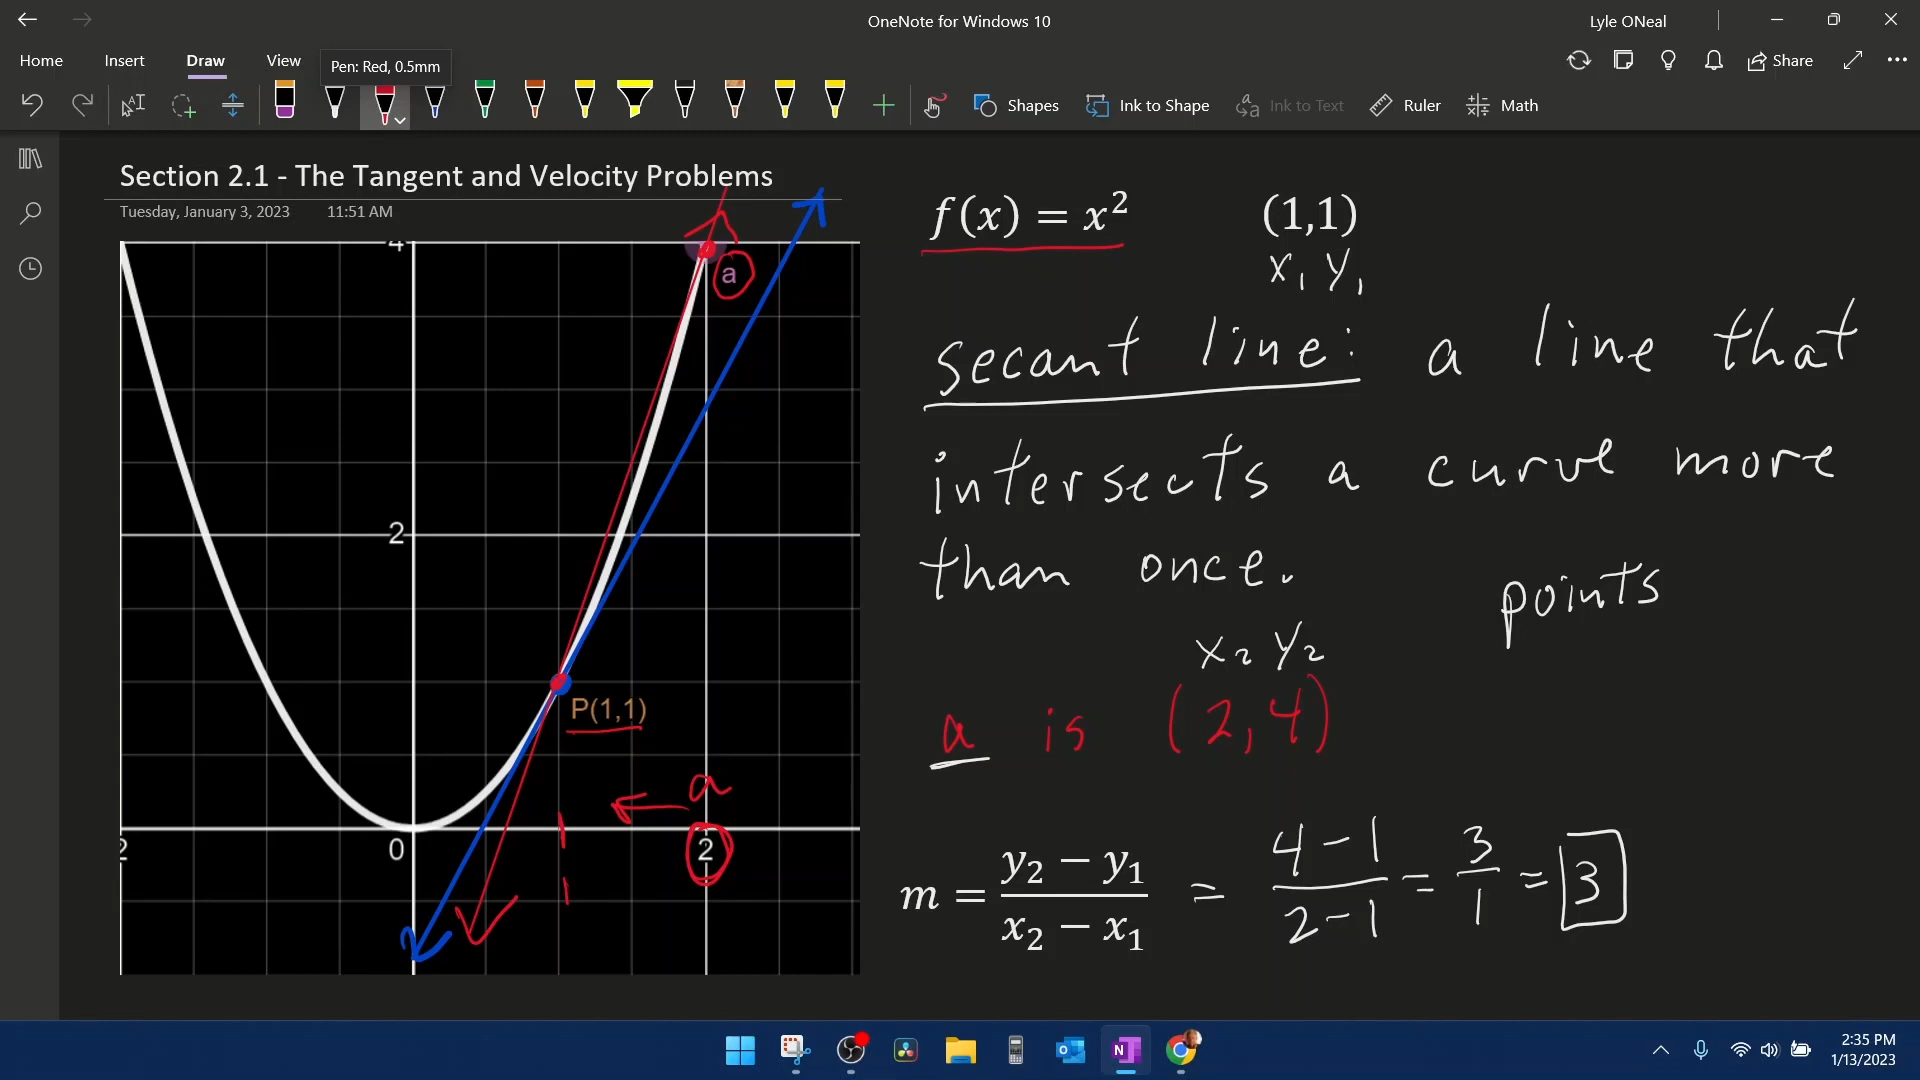 OneNote for Windows 10
Lyle ONeal
Home Insert Draw View
Pen: Red, 0.5mm
Share
Shapes Ink to Shape Ink to Text Ruler Math
Section 2.1 - The Tangent and Velocity Problems
Tuesday, January 3, 2023 11:51 AM
4
a
2
P(1,1)
a
2 0 2
f(x) = x²
(1,1)
x₁ y₁
secant line: a line that
intersects a curve more
than once.
points
x₂ y₂
a is (2,4)
m = (y₂ − y₁)/(x₂ − x₁) = (4-1)/(2-1) = 3/1 = 3
2:35 PM
1/13/2023